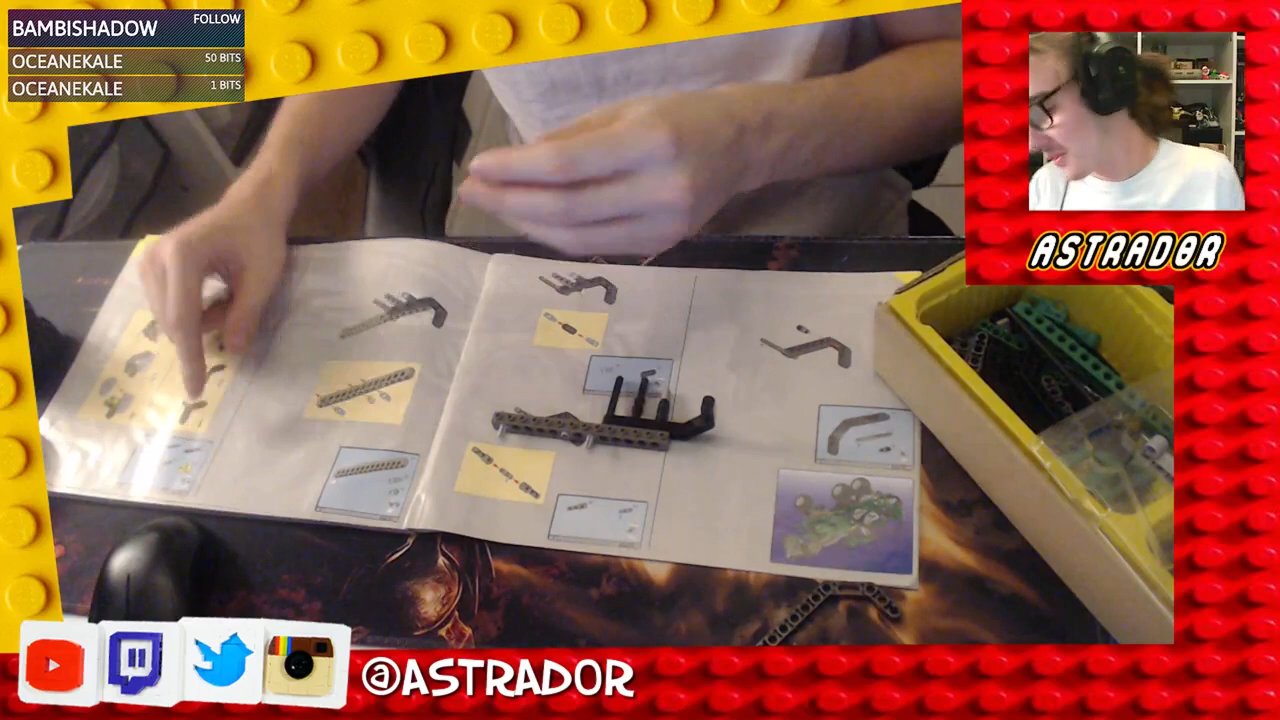 BAMBISHADOW FOLLOW
OCEANEKALE 50 BITS
OCEANEKALE 1 BITS
ASTRADOR
@ASTRADOR